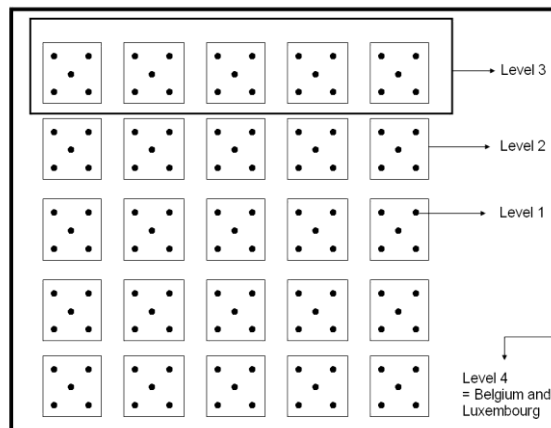 Level 3
Level 2
Level 1
Level 4
= Belgium and
Luxembourg